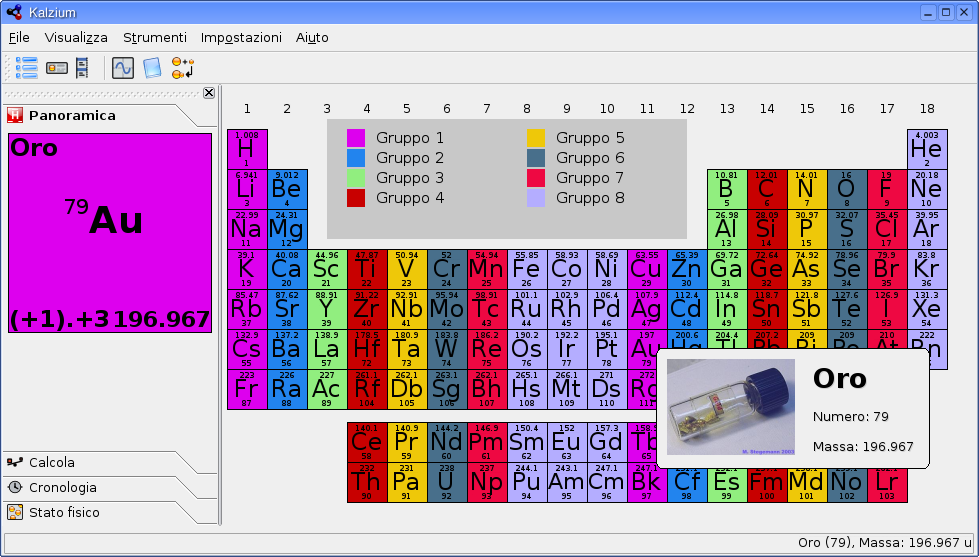 Kalzium
File Visualizza Strumenti Impostazioni Aiuto
Panoramica
Oro
79Au
(+1).+3 196.967
Calcola
Cronologia
Stato fisico
1 2 3 4 5 6 7 8 9 10 11 12 13 14 15 16 17 18
Gruppo 1 Gruppo 5
Gruppo 2 Gruppo 6
Gruppo 3 Gruppo 7
Gruppo 4 Gruppo 8
1.008 4.003
H He
1 2
6.941 9.012 10.81 12.01 14.01 16 19 20.18
Li Be B C N O F Ne
3 4 5 6 7 8 9 10
22.99 24.31 26.98 28.09 30.97 32.07 35.45 39.95
Na Mg Al Si P S Cl Ar
11 12 13 14 15 16 17 18
39.1 40.08 44.96 47.87 50.94 52 54.94 55.85 58.93 58.69 63.55 65.39 69.72 72.64 74.92 78.96 79.9 83.8
K Ca Sc Ti V Cr Mn Fe Co Ni Cu Zn Ga Ge As Se Br Kr
19 20 21 22 23 24 25 26 27 28 29 30 31 32 33 34 35 36
85.47 87.62 88.91 91.22 92.91 95.94 98.91 101.1 102.9 106.4 107.9 112.4 114.8 118.7 121.8 127.6 126.9 131.3
Rb Sr Y Zr Nb Mo Tc Ru Rh Pd Ag Cd In Sn Sb Te I Xe
37 38 39 40 41 42 43 44 45 46 47 48 49 50 51 52 53 54
132.9 137.3 138.9 178.5 180.9 183.8 186.2 190.2 192.2 195.1 197 200.6 204.4 207.2 209 209 210 222
Cs Ba La Hf Ta W Re Os Ir Pt Au Hg Tl Pb Bi Po At Rn
55 56 57 72 73 74 75 76 77 78
223 226 227 261.1 262.1 263.1 262.1 265.1 266.1 271 272
Fr Ra Ac Rf Db Sg Bh Hs Mt Ds
87 88 89 104 105 106 107 108 109 110
140.1 140.9 144.2 146.9 150.4 152 157.3
Ce Pr Nd Pm Sm Eu Gd Tb
58 59 60 61 62 63 64 65
232 231 238 237 244.1 243.1 247.1 247.1
Th Pa U Np Pu Am Cm Bk Cf Es Fm Md No Lr
90 91 92 93 94 95 96 97 98 99 100 101 102 103
Oro
Numero: 79
Massa: 196.967
Oro (79), Massa: 196.967 u